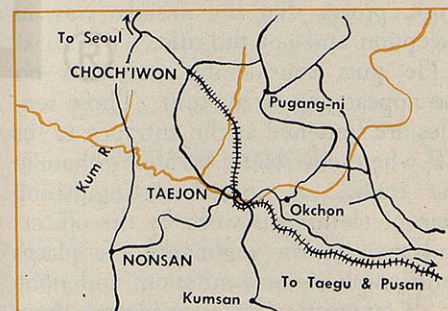 To Seoul
CHOCH'IWON
Pugang-ni
Kum R.
TAEJON
Okchon
NONSAN
To Taegu & Pusan
Kumsan